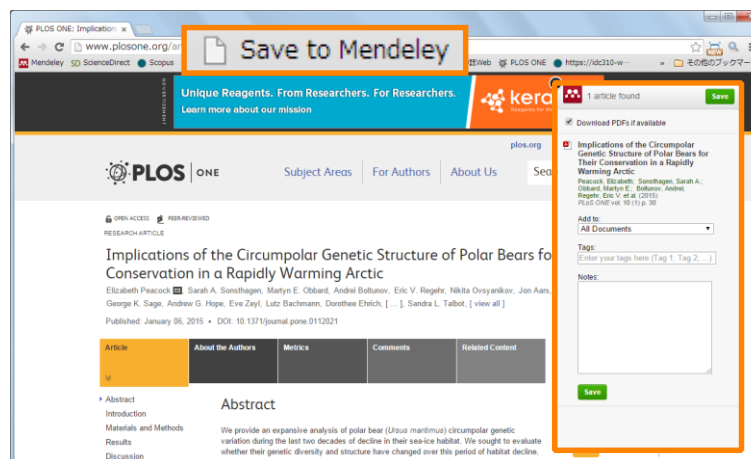 PLOS ONE: Implication: x
www.plosone.org/ar
Save to Mendeley
Mendeley
ScienceDirect
Scopus
Web
PLOS ONE
https://idc310-w…
»
その他のブックマー
ADVERTISEMENT
Unique Reagents. From Researchers. For Researchers.
Learn more about our mission
kera
plos.org
PLOS ONE
Subject Areas
For Authors
About Us
Sea
OPEN ACCESS
PEER-REVIEWED
RESEARCH ARTICLE
Implications of the Circumpolar Genetic Structure of Polar Bears fo
Conservation in a Rapidly Warming Arctic
Elizabeth Peacock, Sarah A. Sonsthagen, Martyn E. Obbard, Andrei Boltunov, Eric V. Regehr, Nikita Ovsyanikov, Jon Aars,
George K. Sage, Andrew G. Hope, Eve Zeyl, Lutz Bachmann, Dorothee Ehrich, [ ... ], Sandra L. Talbot, [ view all ]
Published: January 06, 2015 • DOI: 10.1371/journal.pone.0112021
Article
About the Authors
Metrics
Comments
Related Content
Abstract
Introduction
Materials and Methods
Results
Discussion
Abstract
We provide an expansive analysis of polar bear (Ursus maritimus) circumpolar genetic
variation during the last two decades of decline in their sea-ice habitat. We sought to evaluate
whether their genetic diversity and structure have changed over this period of habitat decline,
1 article found
Save
Download PDFs if available
Implications of the Circumpolar
Genetic Structure of Polar Bears for
Their Conservation in a Rapidly
Warming Arctic
Peacock, Elizabeth; Sonsthagen, Sarah A.;
Obbard, Martyn E.; Boltunov, Andrei;
Regehr, Eric V. et al. (2015)
PLoS ONE vol. 10 (1) p. 30
Add to:
All Documents
Tags:
Enter your tags here (Tag 1; Tag 2; ...)
Notes:
Save